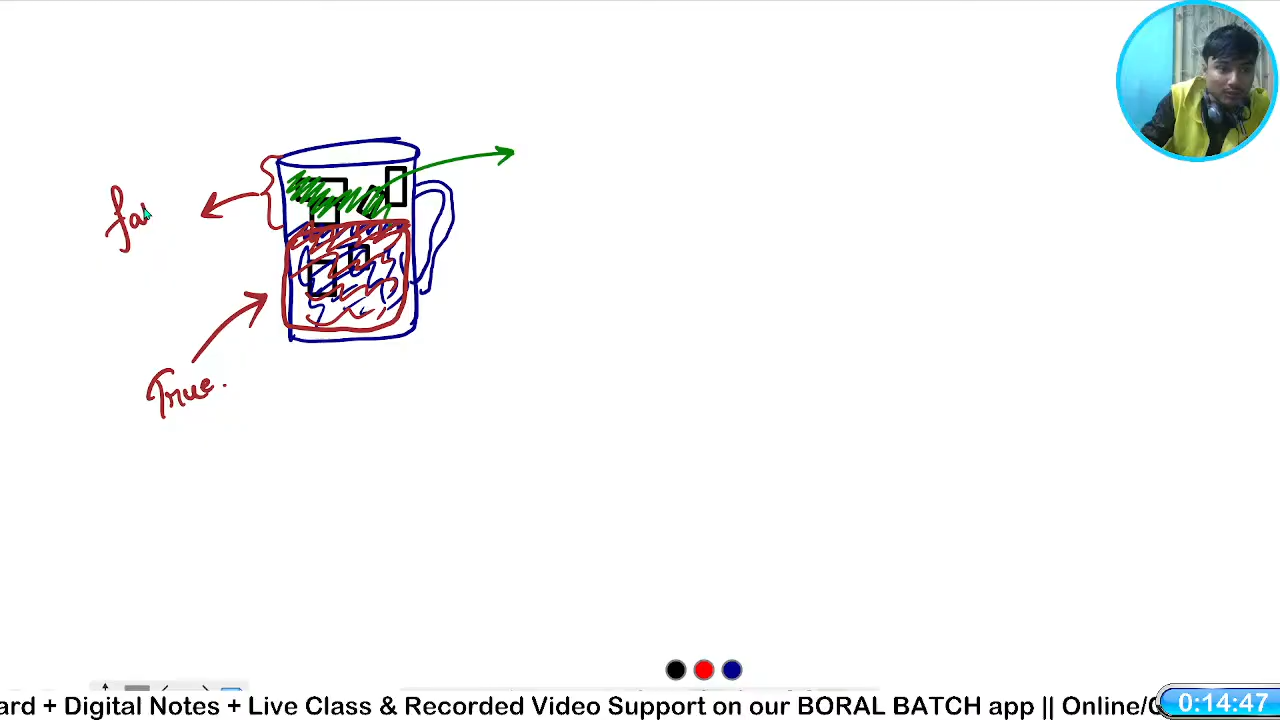 fa
True.
ard + Digital Notes + Live Class & Recorded Video Support on our BORAL BATCH app || Online/
0:14:47